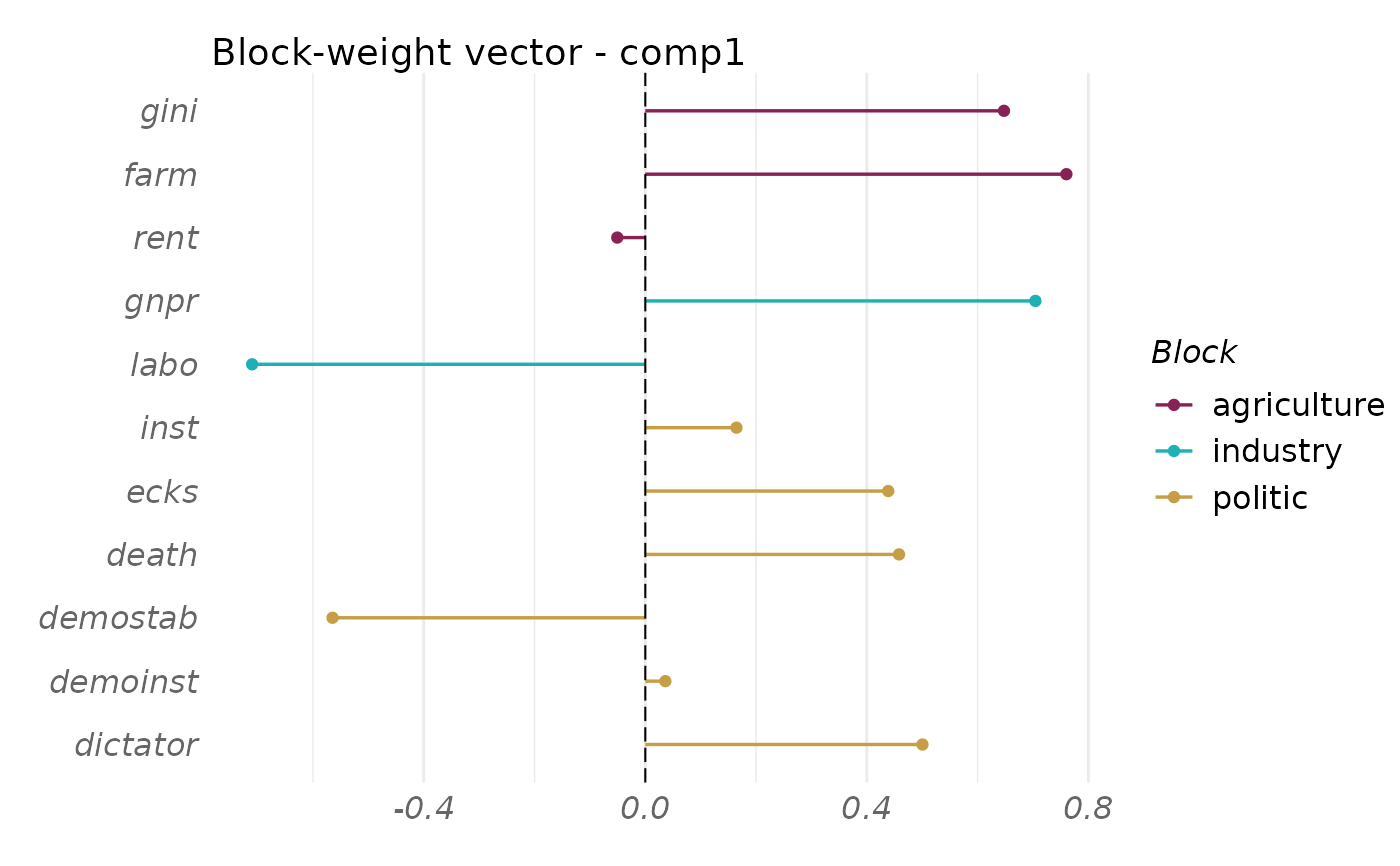 Block-weight vector - comp1
gini
farm
rent
gnpr
labo
inst
ecks
death
demostab
demoinst
dictator
-0.4 0.0 0.4 0.8
Block
agriculture
industry
politic